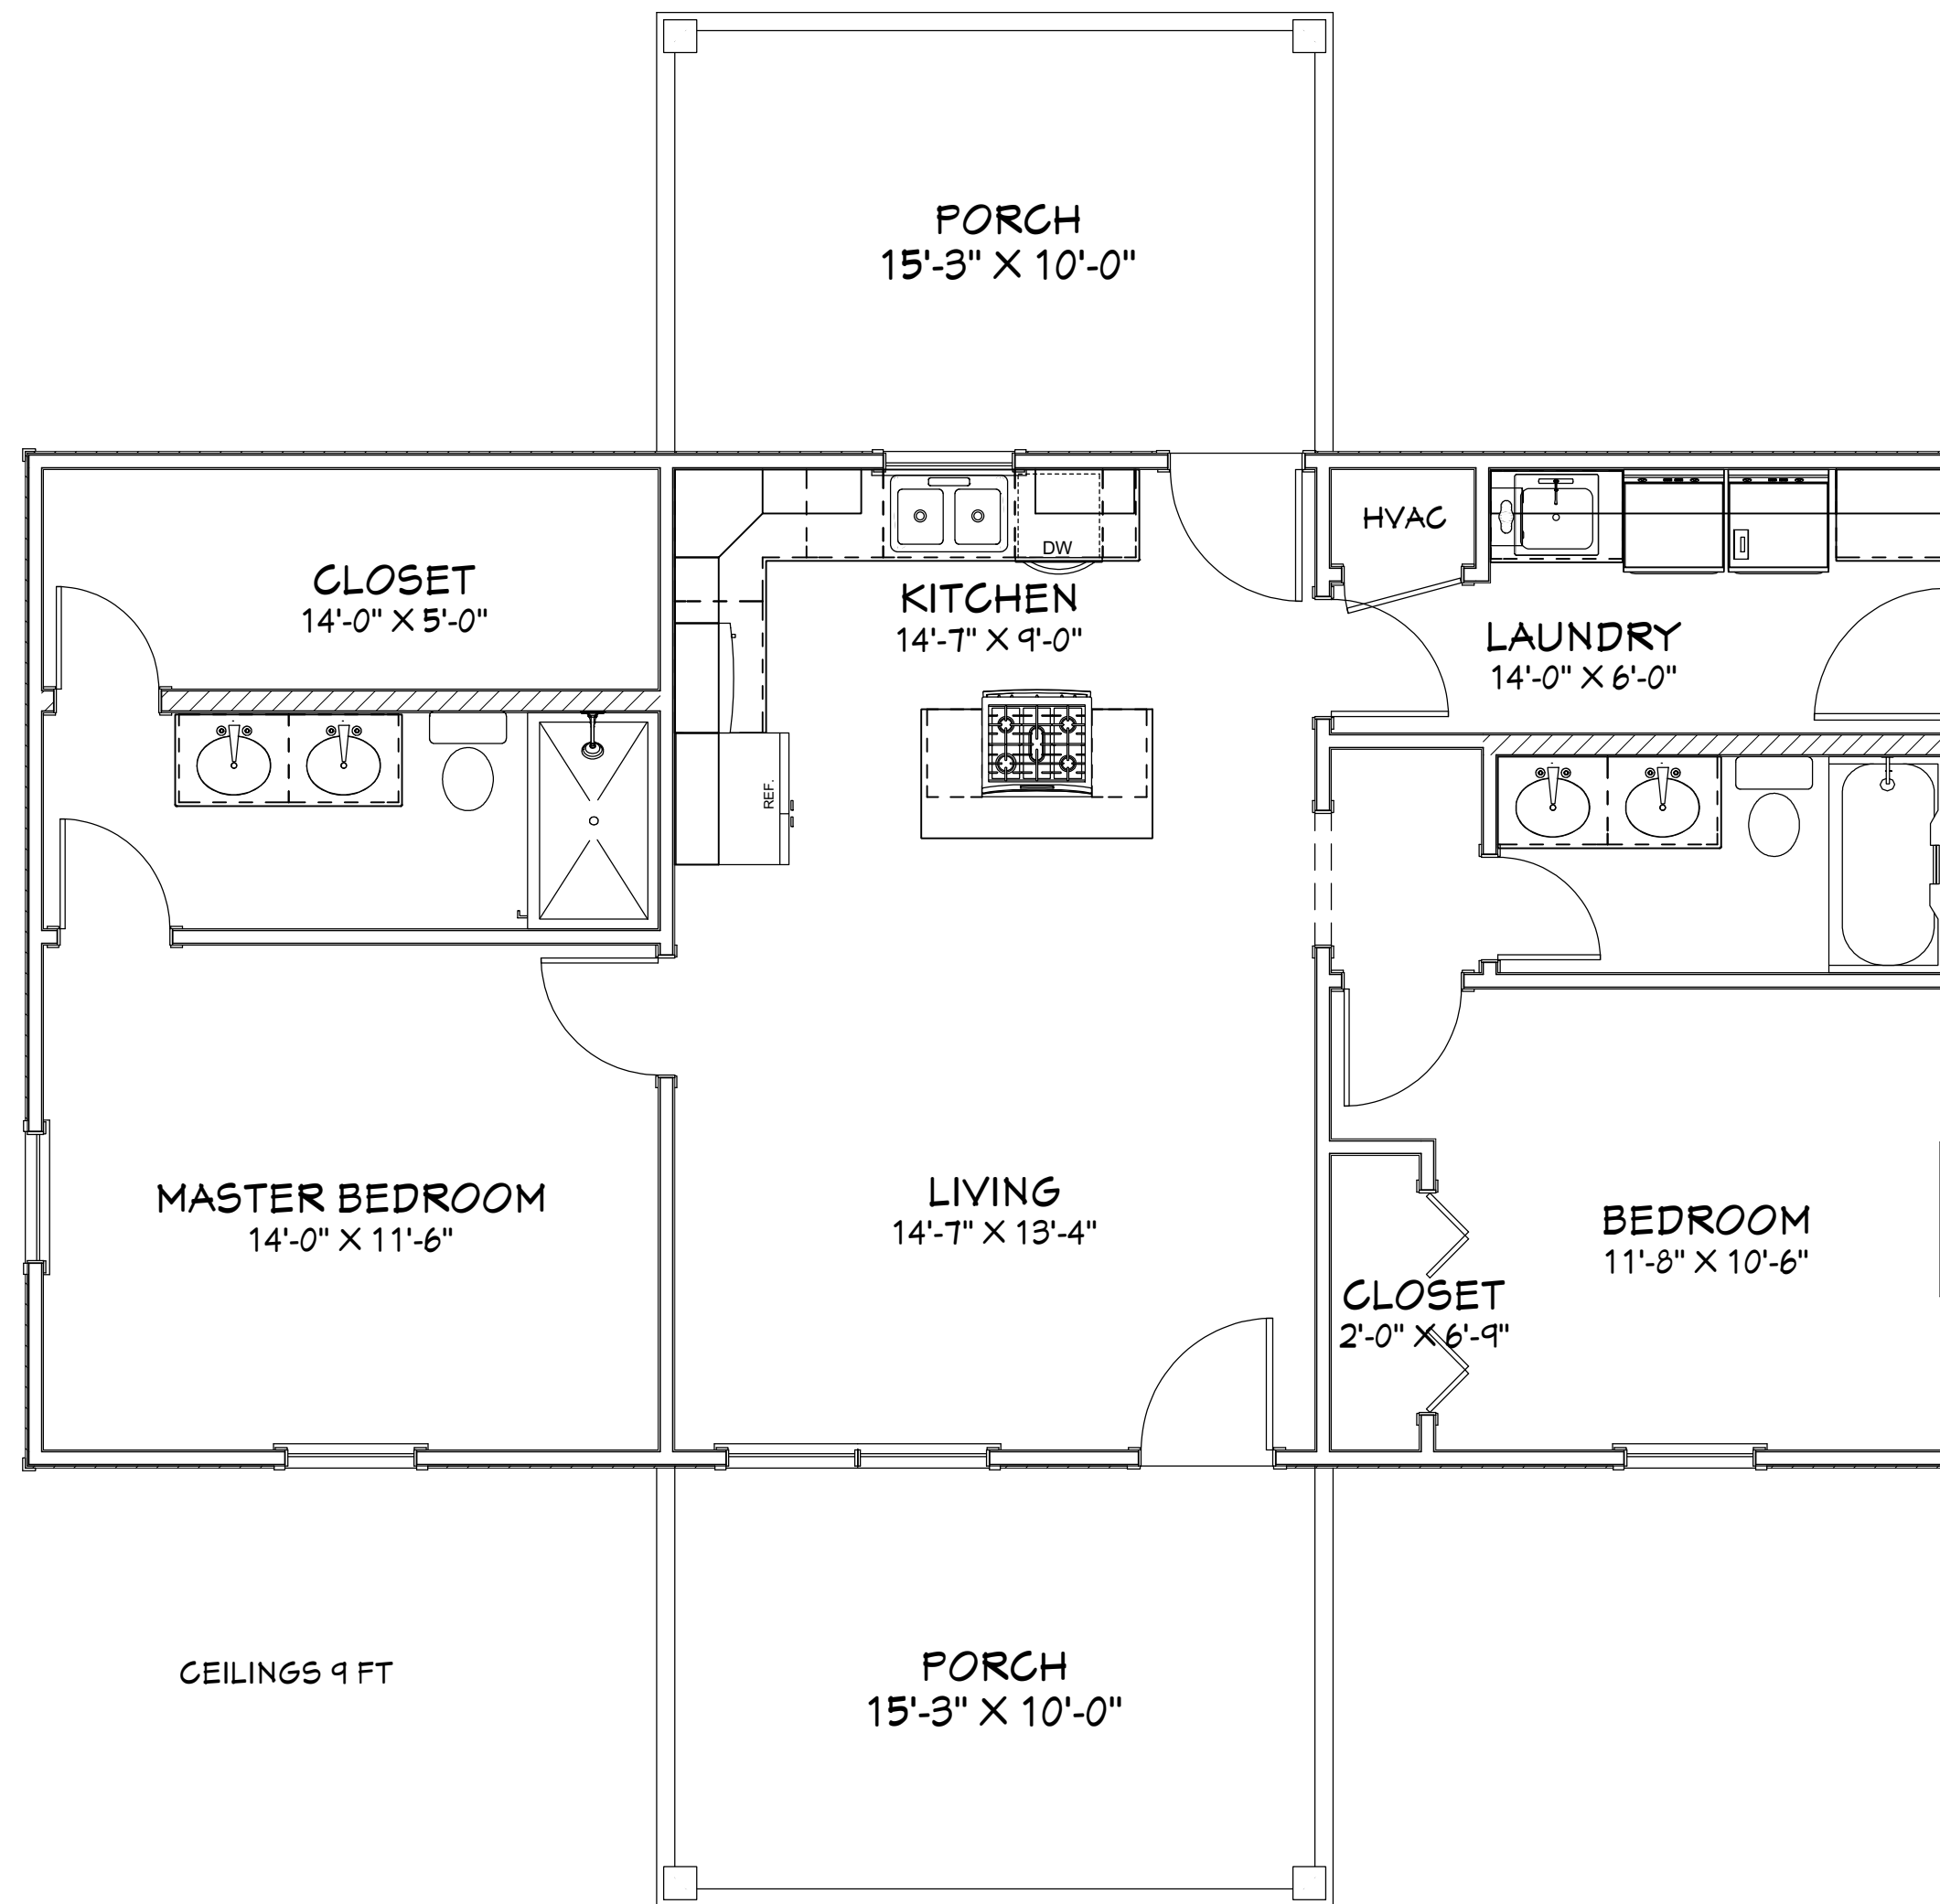 PORCH
15'-3" X 10'-0"
HVAC
DW
CLOSET
14'-0" X 5'-0"
KITCHEN
14'-7" X 9'-0"
LAUNDRY
14'-0" X 6'-0"
REF.
MASTER BEDROOM
14'-0" X 11'-6"
LIVING
14'-7" X 13'-4"
BEDROOM
11'-8" X 10'-6"
CLOSET
2'-0" X 6'-9"
CEILINGS 9 FT
PORCH
15'-3" X 10'-0"